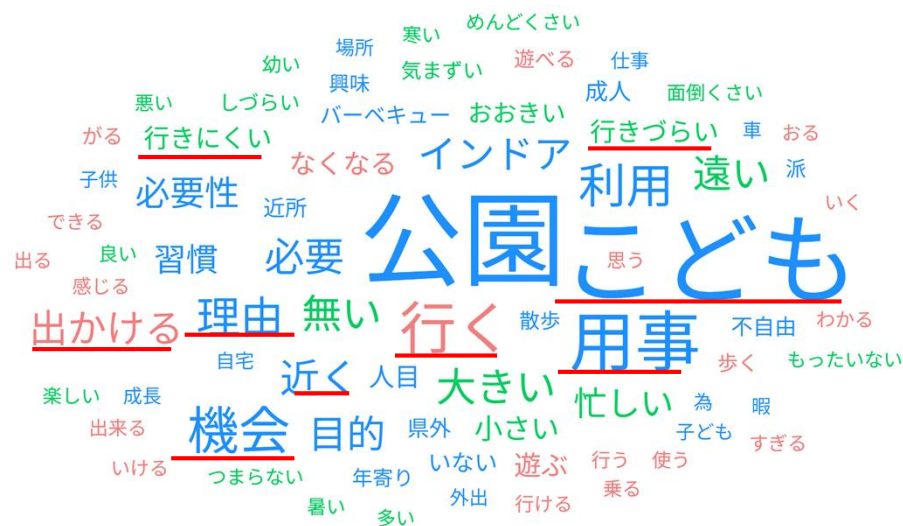 めんどくさい
寒い
場所
遊べる
仕事
幼い
気まずい
興味
成人
面倒くさい
悪い
しづらい
バーベキュー
おおきい
がる
行きにくい
行きづらい
車
おる
なくなる
インドア
子供
必要性
近所
利用
遠い
派
いく
できる
公園
こども
出る
良い
習慣
必要
思う
感じる
出かける
理由
無い
行く
散歩
用事
不自由
わかる
自宅
近く
人目
歩く
もったいない
楽しい
成長
大きい
忙しい
為
暇
出来る
機会
目的
県外
小さい
子ども
すぎる
いける
つまらない
年寄り
いない
遊ぶ
行う
使う
暑い
多い
外出
行ける
乗る